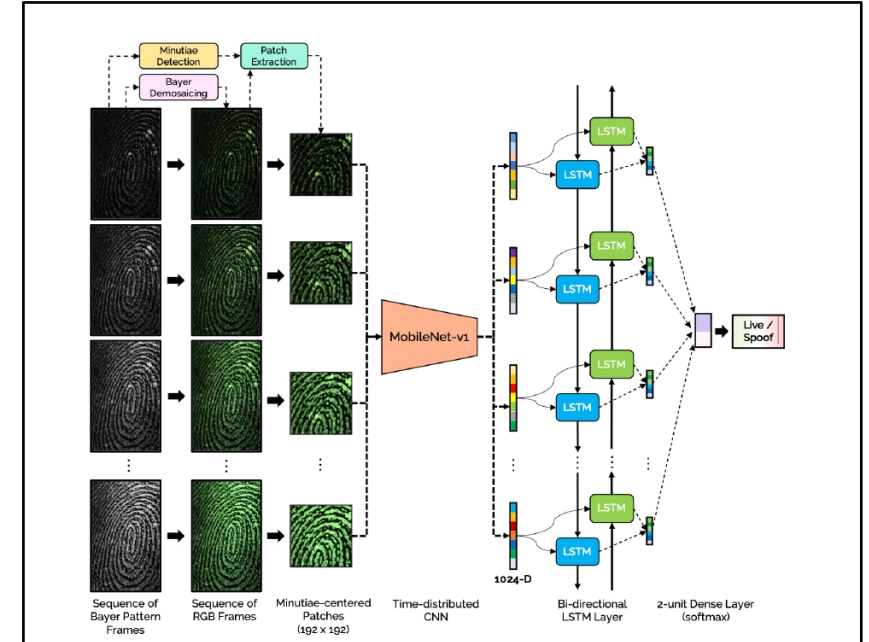 Minutiae
Detection
Patch
Extraction
Bayer
Demosaicing
LSTM
LSTM
LSTM
LSTM
MobileNet-v1
Live /
Spoof
LSTM
LSTM
LSTM
LSTM
1024-D
Sequence of
Bayer Pattern
Frames
Sequence of
RGB Frames
Minutiae-centered
Patches
(192 x 192)
Time-distributed
CNN
Bi-directional
LSTM Layer
2-unit Dense Layer
(softmax)